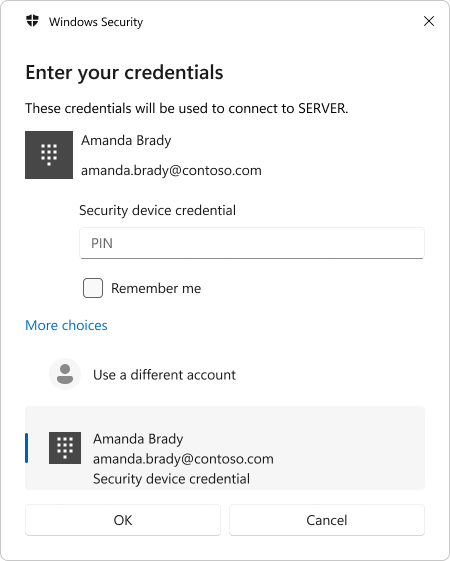 Windows Security
Enter your credentials
These credentials will be used to connect to SERVER.
Amanda Brady
amanda.brady@contoso.com
Security device credential
PIN
Remember me
More choices
Use a different account
Amanda Brady
amanda.brady@contoso.com
Security device credential
OK
Cancel